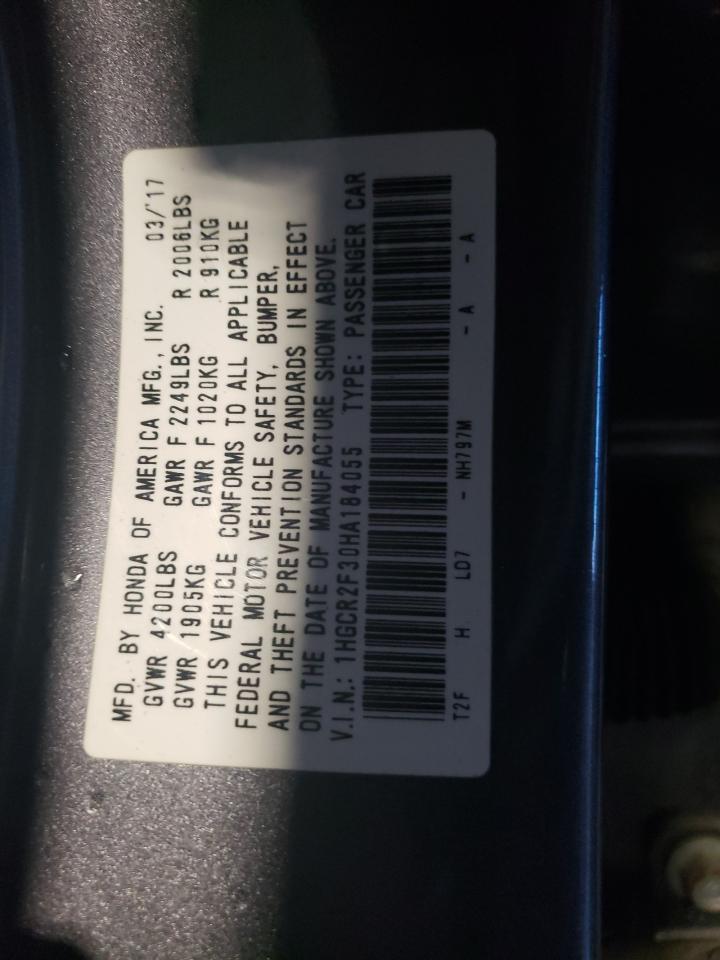 MFD. BY HONDA OF AMERICA MFG., INC. 03/'17
GVWR 4200LBS GAWR F 2249LBS R 2006LBS
GVWR 1905KG GAWR F 1020KG R 910KG
THIS VEHICLE CONFORMS TO ALL APPLICABLE
FEDERAL MOTOR VEHICLE SAFETY, BUMPER,
AND THEFT PREVENTION STANDARDS IN EFFECT
ON THE DATE OF MANUFACTURE SHOWN ABOVE.
V.I.N.: 1HGCR2F30HA184055 TYPE: PASSENGER CAR
T2F H LD7 - NH797M - A - A